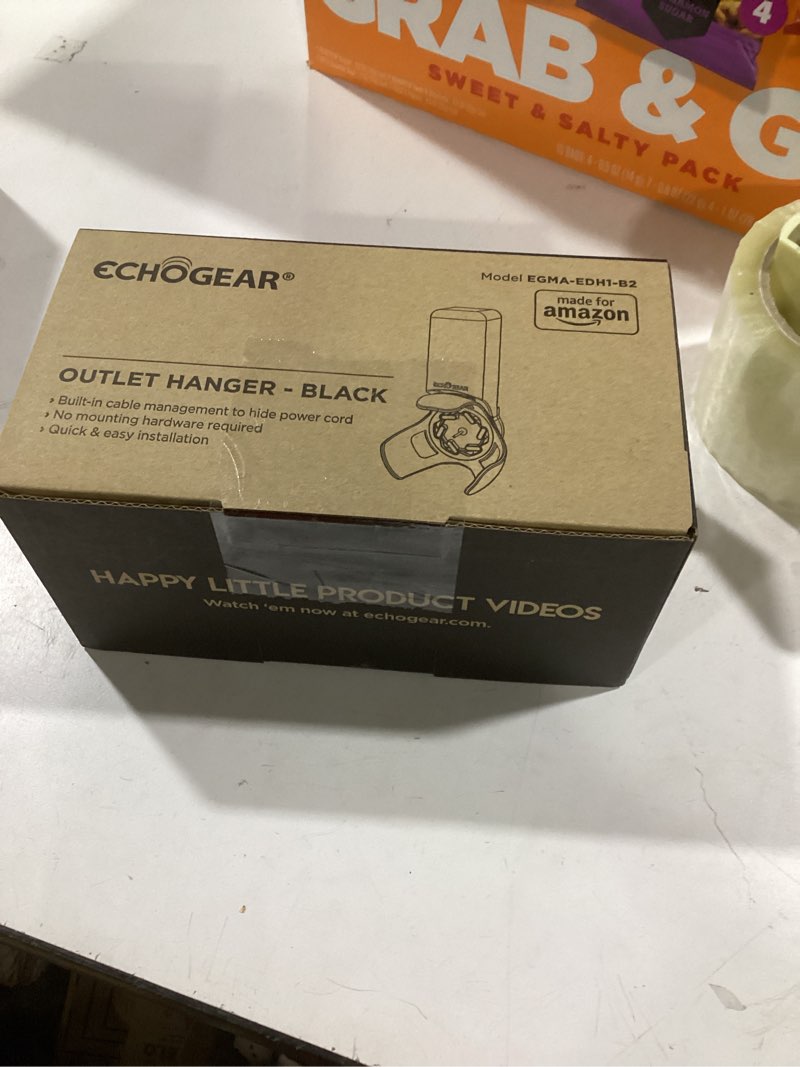 GRAB & G
SWEET & SALTY PACK
CINNAMON
SUGAR
4
ECHOGEAR®
Model EGMA-EDH1-B2
made for
amazon
OUTLET HANGER - BLACK
› Built-in cable management to hide power cord
› No mounting hardware required
› Quick & easy installation
ECHOGEAR
HAPPY LITTLE PRODUCT VIDEOS
Watch 'em now at echogear.com.